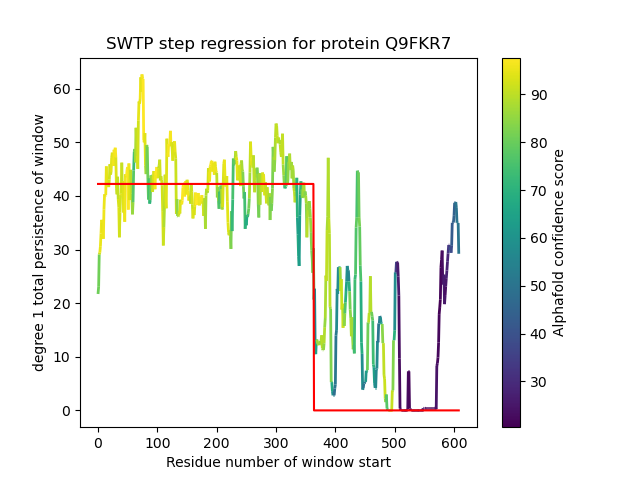 SWTP step regression for protein Q9FKR7
degree 1 total persistence of window
60
50
40
30
20
10
0
0 100 200 300 400 500 600
Residue number of window start
90
80
70
60
50
40
30
Alphafold confidence score